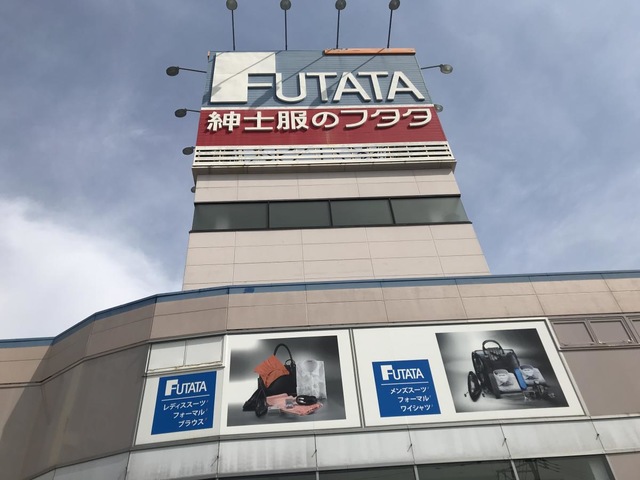 FUTATA
紳士服のフタタ
FUTATA
レディススーツ
フォーマル
ブラウス
FUTATA
メンズスーツ
フォーマル
ワイシャツ